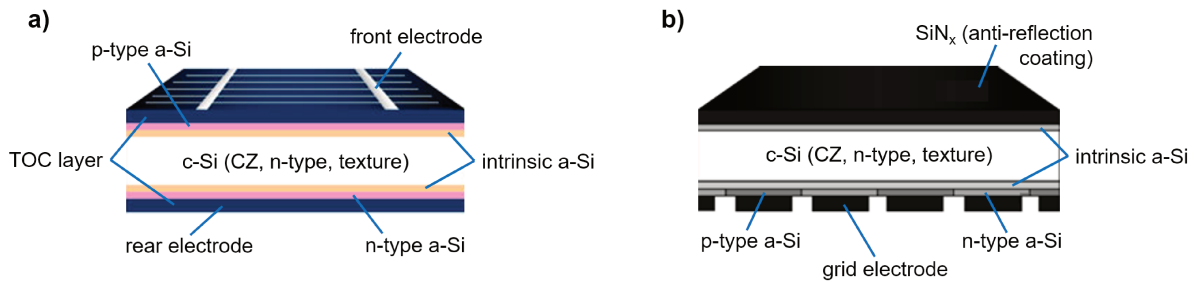 a)
p-type a-Si
front electrode
TOC layer
c-Si (CZ, n-type, texture)
intrinsic a-Si
rear electrode
n-type a-Si
b)
SiNx (anti-reflection
coating)
c-Si (CZ, n-type, texture)
intrinsic a-Si
p-type a-Si
n-type a-Si
grid electrode